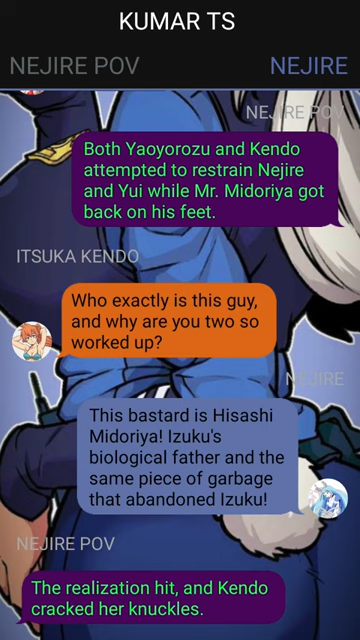 KUMAR TS
NEJIRE POV
NEJIRE
NEJIRE POV
Both Yaoyorozu and Kendo
attempted to restrain Nejire
and Yui while Mr. Midoriya got
back on his feet.
ITSUKA KENDO
Who exactly is this guy,
and why are you two so
worked up?
NEJIRE
This bastard is Hisashi
Midoriya! Izuku's
biological father and the
same piece of garbage
that abandoned Izuku!
NEJIRE POV
The realization hit, and Kendo
cracked her knuckles.